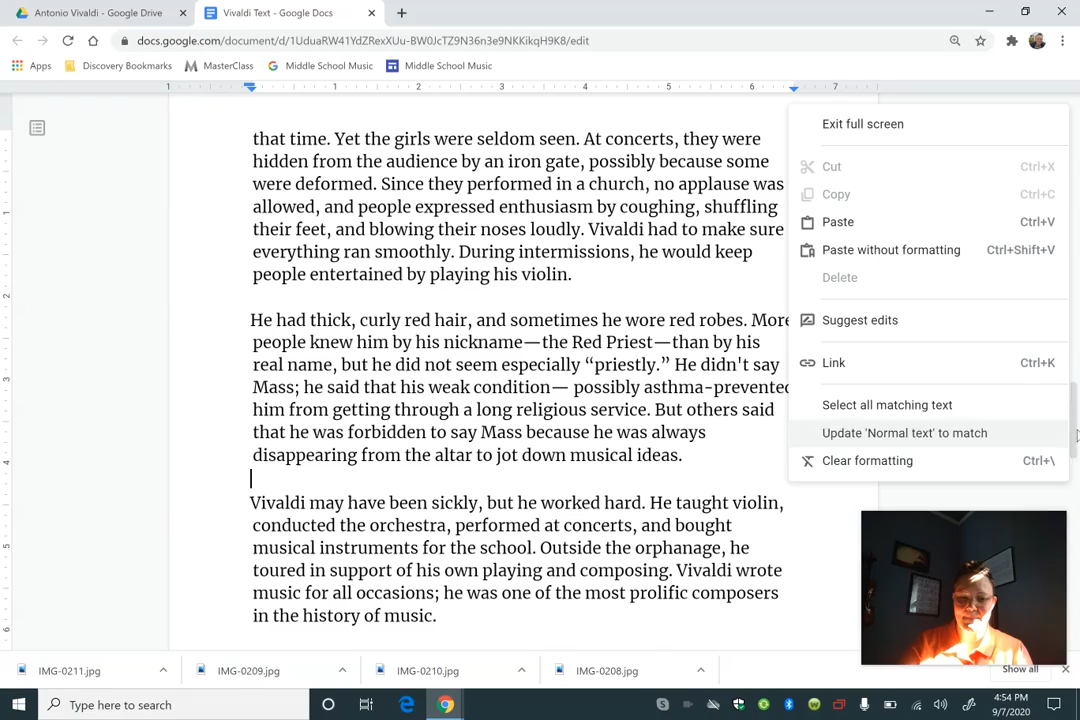 Antonio Vivaldi - Google Drive
Vivaldi Text - Google Docs
docs.google.com/document/d/1UduaRW41YdZRexXUu-BW0JcTZ9N36n3e9NKKikqH9K8/edit
Apps Discovery Bookmarks MasterClass Middle School Music Middle School Music
1 1 2 3 4 5 6 7
that time. Yet the girls were seldom seen. At concerts, they were
hidden from the audience by an iron gate, possibly because some
were deformed. Since they performed in a church, no applause was
allowed, and people expressed enthusiasm by coughing, shuffling
their feet, and blowing their noses loudly. Vivaldi had to make sure
everything ran smoothly. During intermissions, he would keep
people entertained by playing his violin.
He had thick, curly red hair, and sometimes he wore red robes. More
people knew him by his nickname—the Red Priest—than by his
real name, but he did not seem especially “priestly.” He didn't say
Mass; he said that his weak condition— possibly asthma-prevented
him from getting through a long religious service. But others said
that he was forbidden to say Mass because he was always
disappearing from the altar to jot down musical ideas.
Vivaldi may have been sickly, but he worked hard. He taught violin,
conducted the orchestra, performed at concerts, and bought
musical instruments for the school. Outside the orphanage, he
toured in support of his own playing and composing. Vivaldi wrote
music for all occasions; he was one of the most prolific composers
in the history of music.
Exit full screen
Cut Ctrl+X
Copy Ctrl+C
Paste Ctrl+V
Paste without formatting Ctrl+Shift+V
Delete
Suggest edits
Link Ctrl+K
Select all matching text
Update 'Normal text' to match
Clear formatting Ctrl+\
1
2
3
4
5
6
IMG-0211.jpg IMG-0209.jpg IMG-0210.jpg IMG-0208.jpg Show all
Type here to search
4:54 PM
9/7/2020